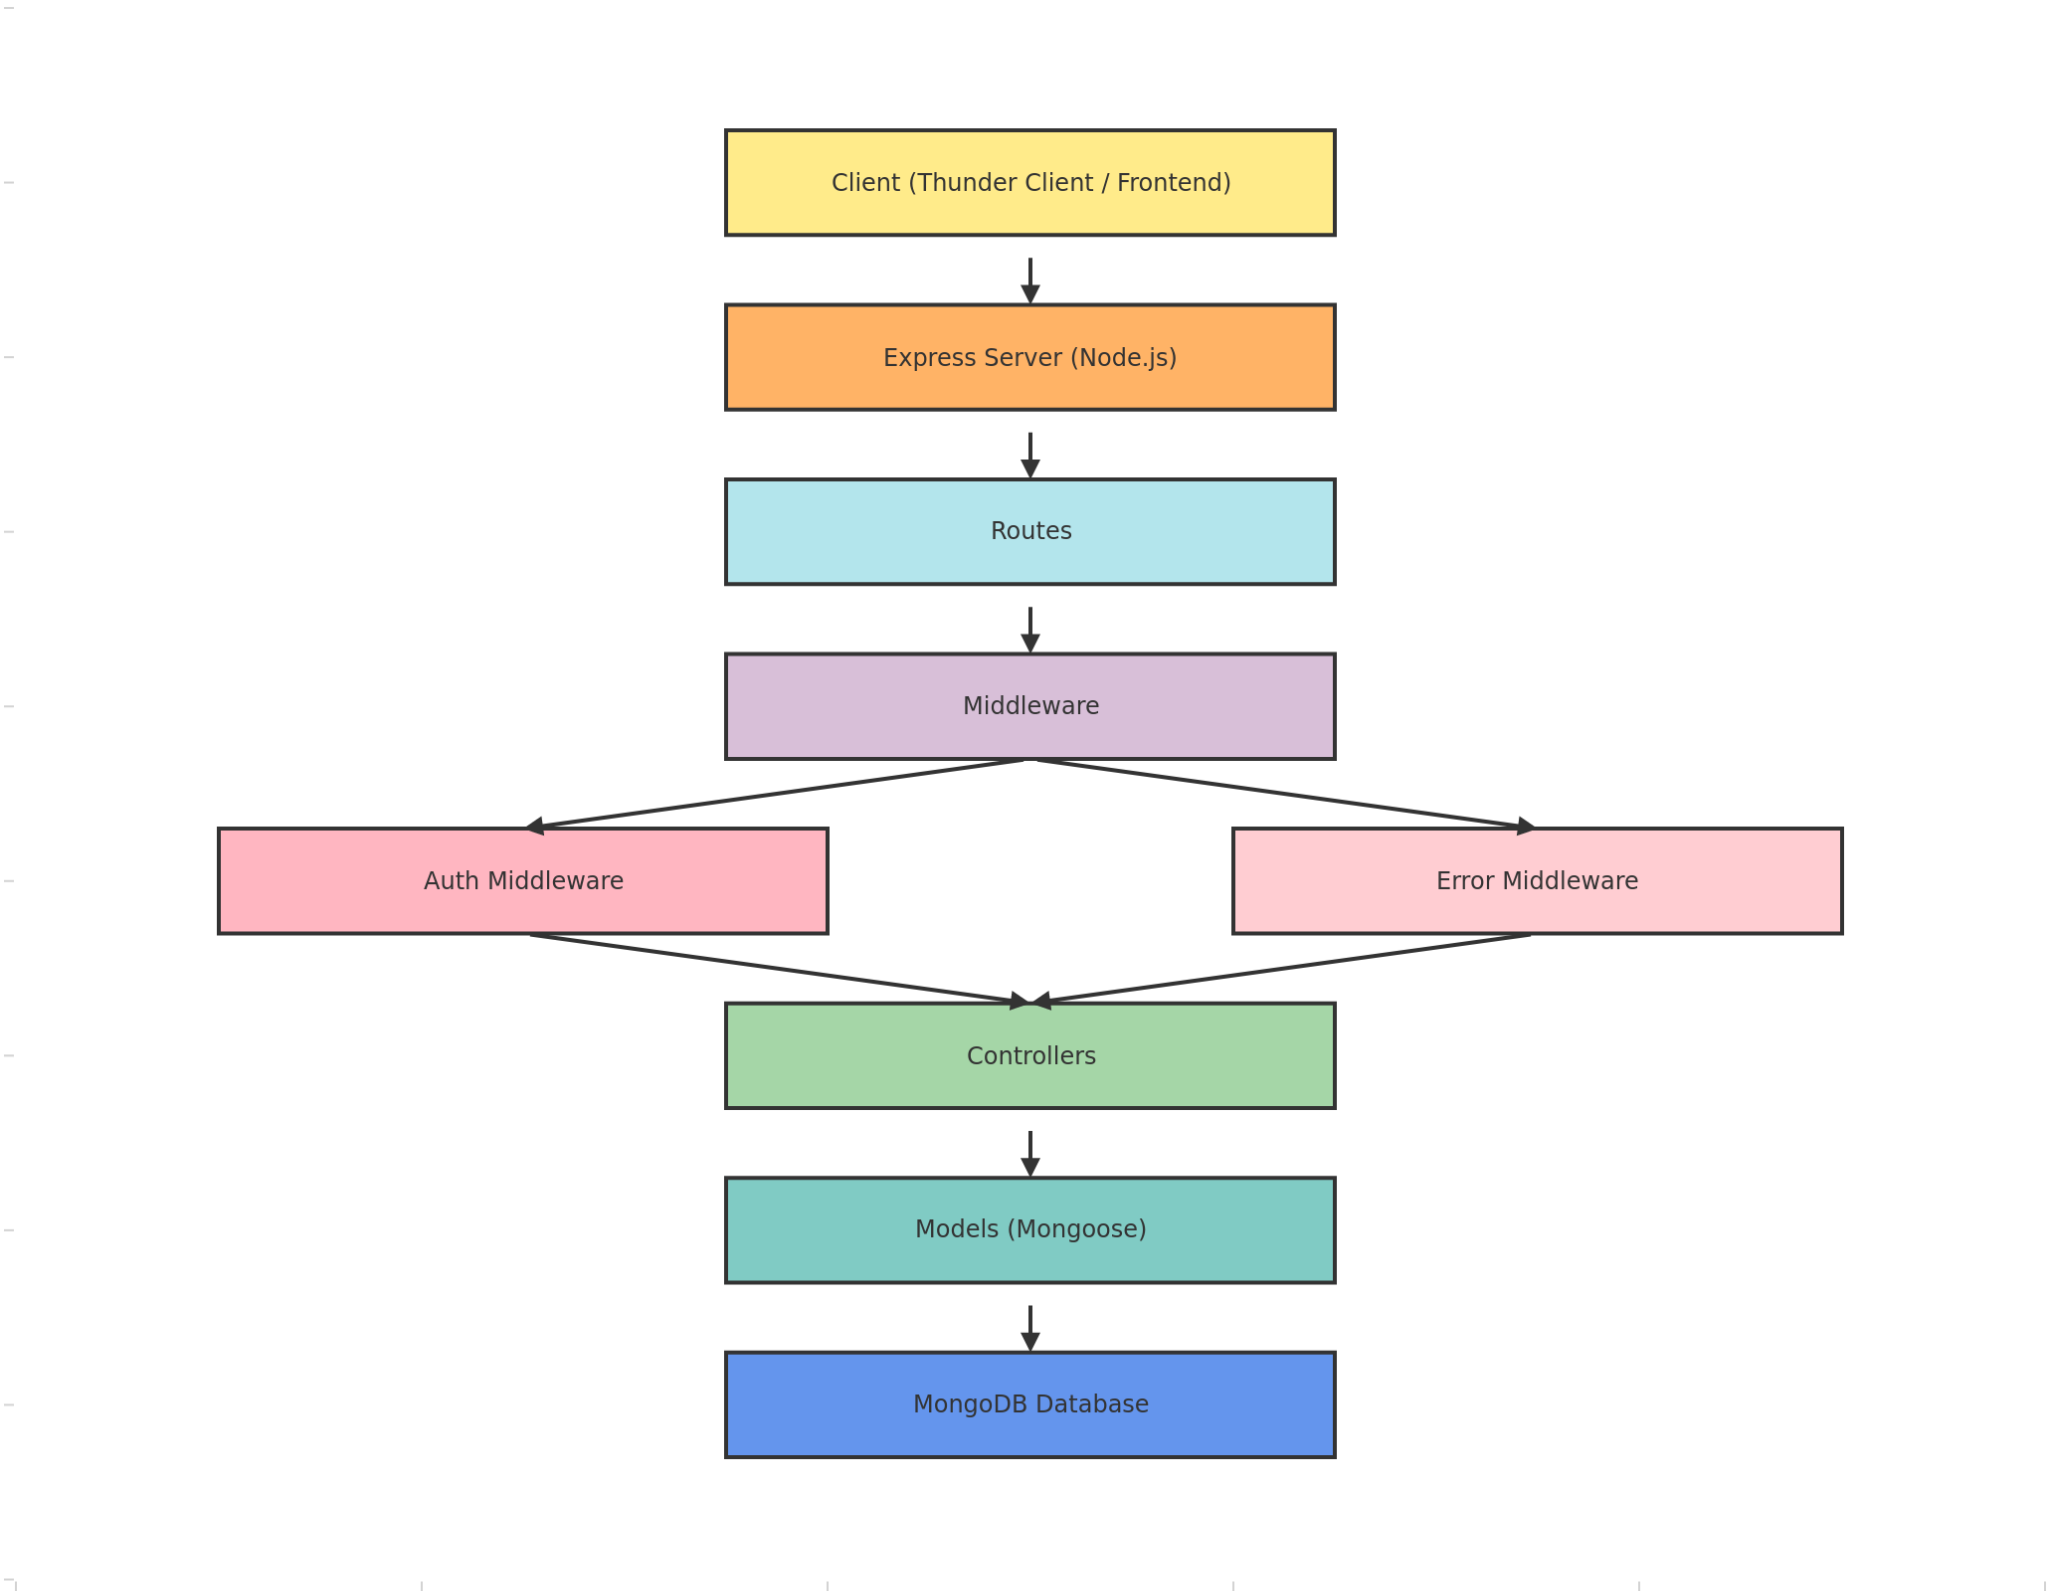 Client (Thunder Client / Frontend)
Express Server (Node.js)
Routes
Middleware
Auth Middleware
Error Middleware
Controllers
Models (Mongoose)
MongoDB Database